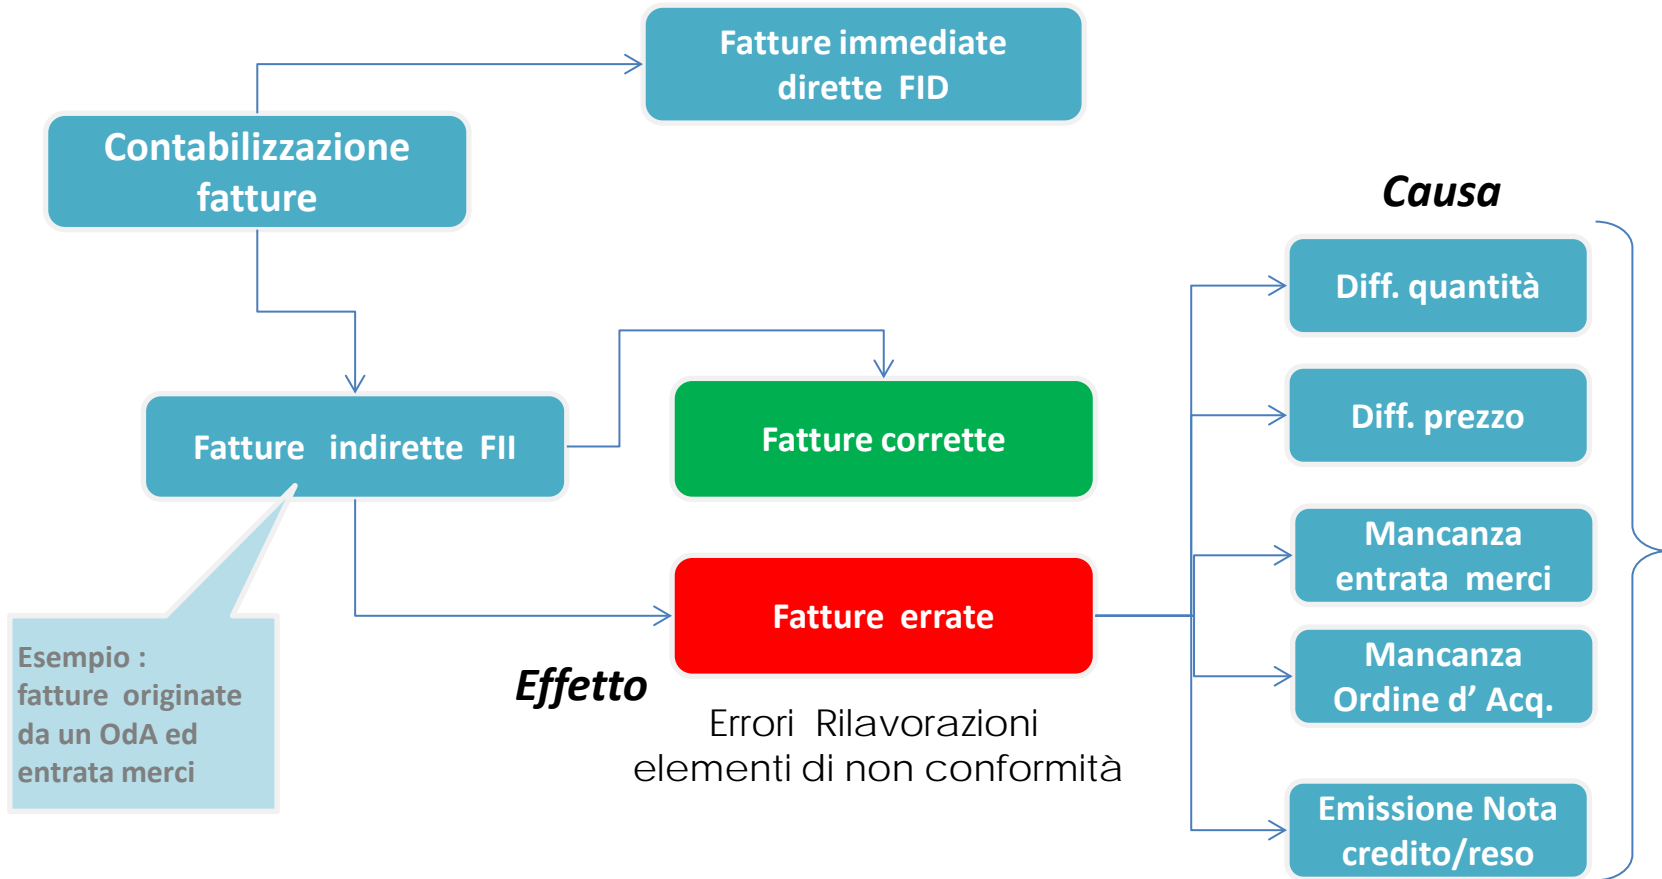 Fatture immediate
dirette FID
Contabilizzazione
fatture
Causa
Diff. quantità
Diff. prezzo
Fatture indirette FII
Fatture corrette
Mancanza
entrata merci
Fatture errate
Mancanza
Ordine d' Acq.
Esempio :
fatture originate
da un OdA ed
entrata merci
Effetto
Errori Rilavorazioni
elementi di non conformità
Emissione Nota
credito/reso